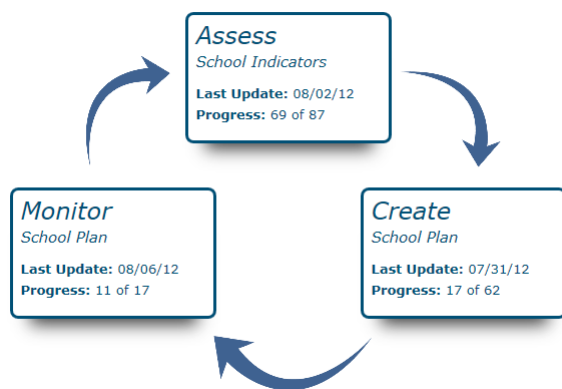 Assess
School Indicators
Last Update: 08/02/12
Progress: 69 of 87
Monitor
School Plan
Last Update: 08/06/12
Progress: 11 of 17
Create
School Plan
Last Update: 07/31/12
Progress: 17 of 62